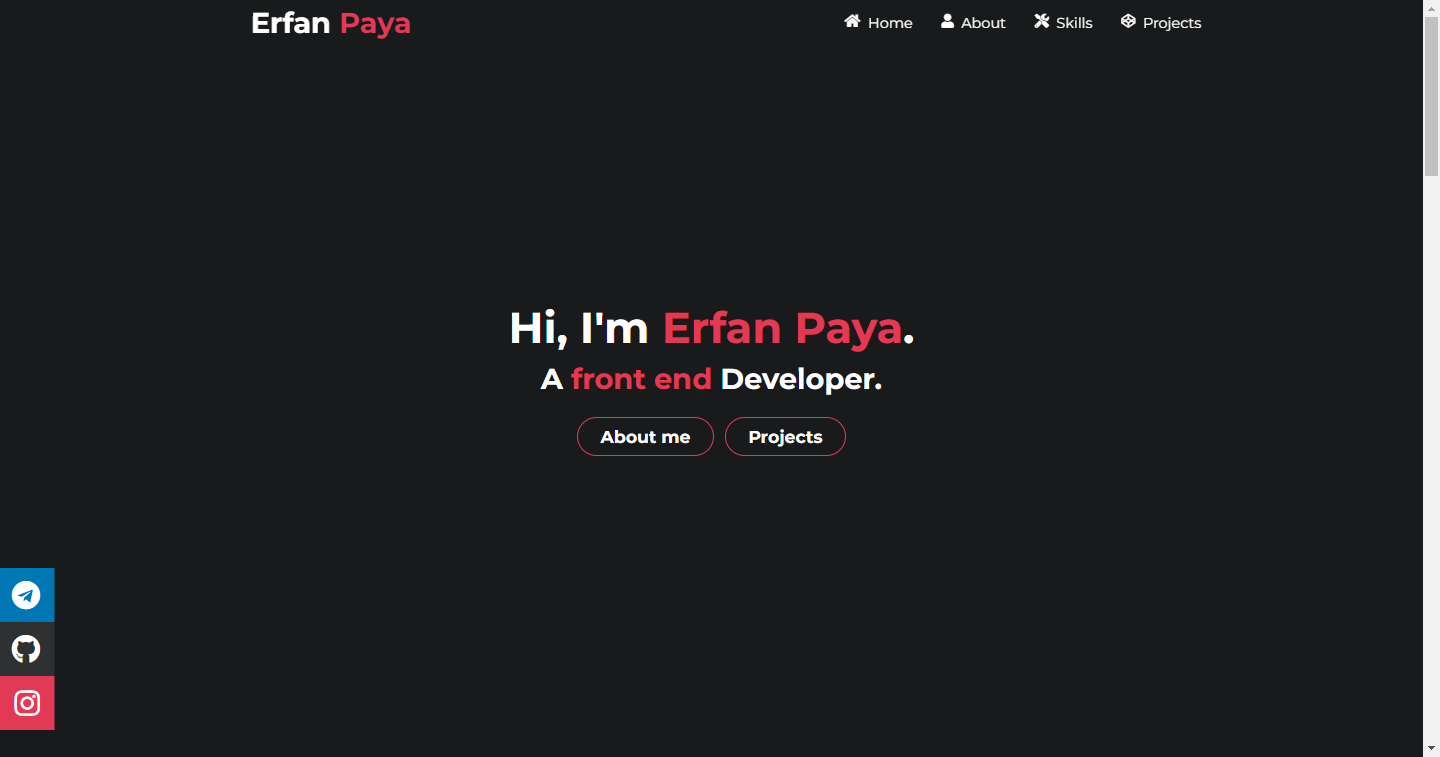 Erfan Paya
Home About Skills Projects
Hi, I'm Erfan Paya.
A front end Developer.
About me Projects